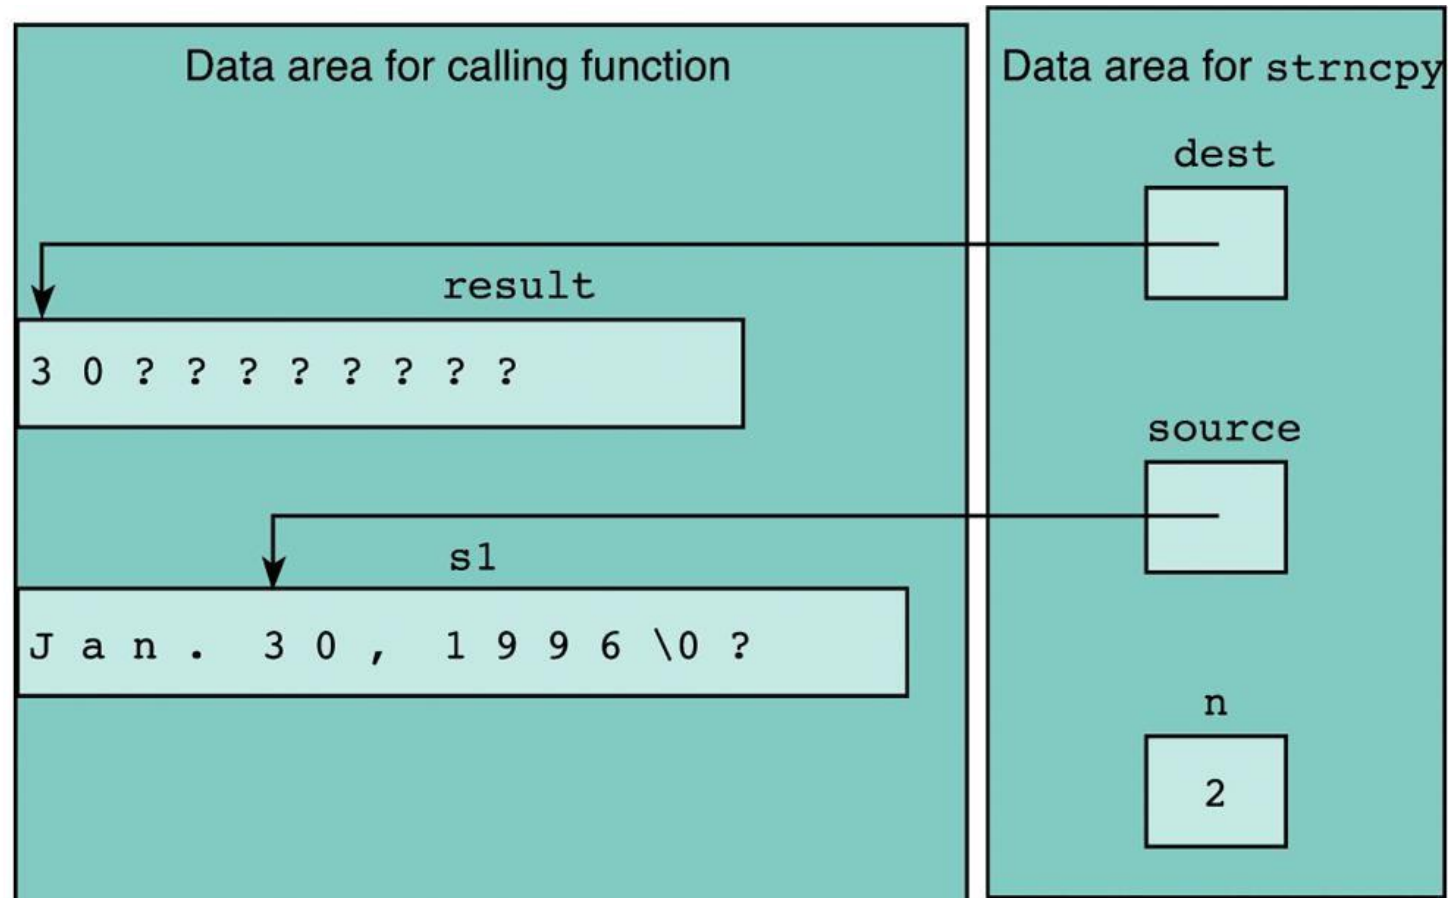 Data area for calling function
Data area for strncpy
dest
result
3 0 ? ? ? ? ? ? ? ?
source
s1
J a n . 3 0 , 1 9 9 6 \0 ?
n
2